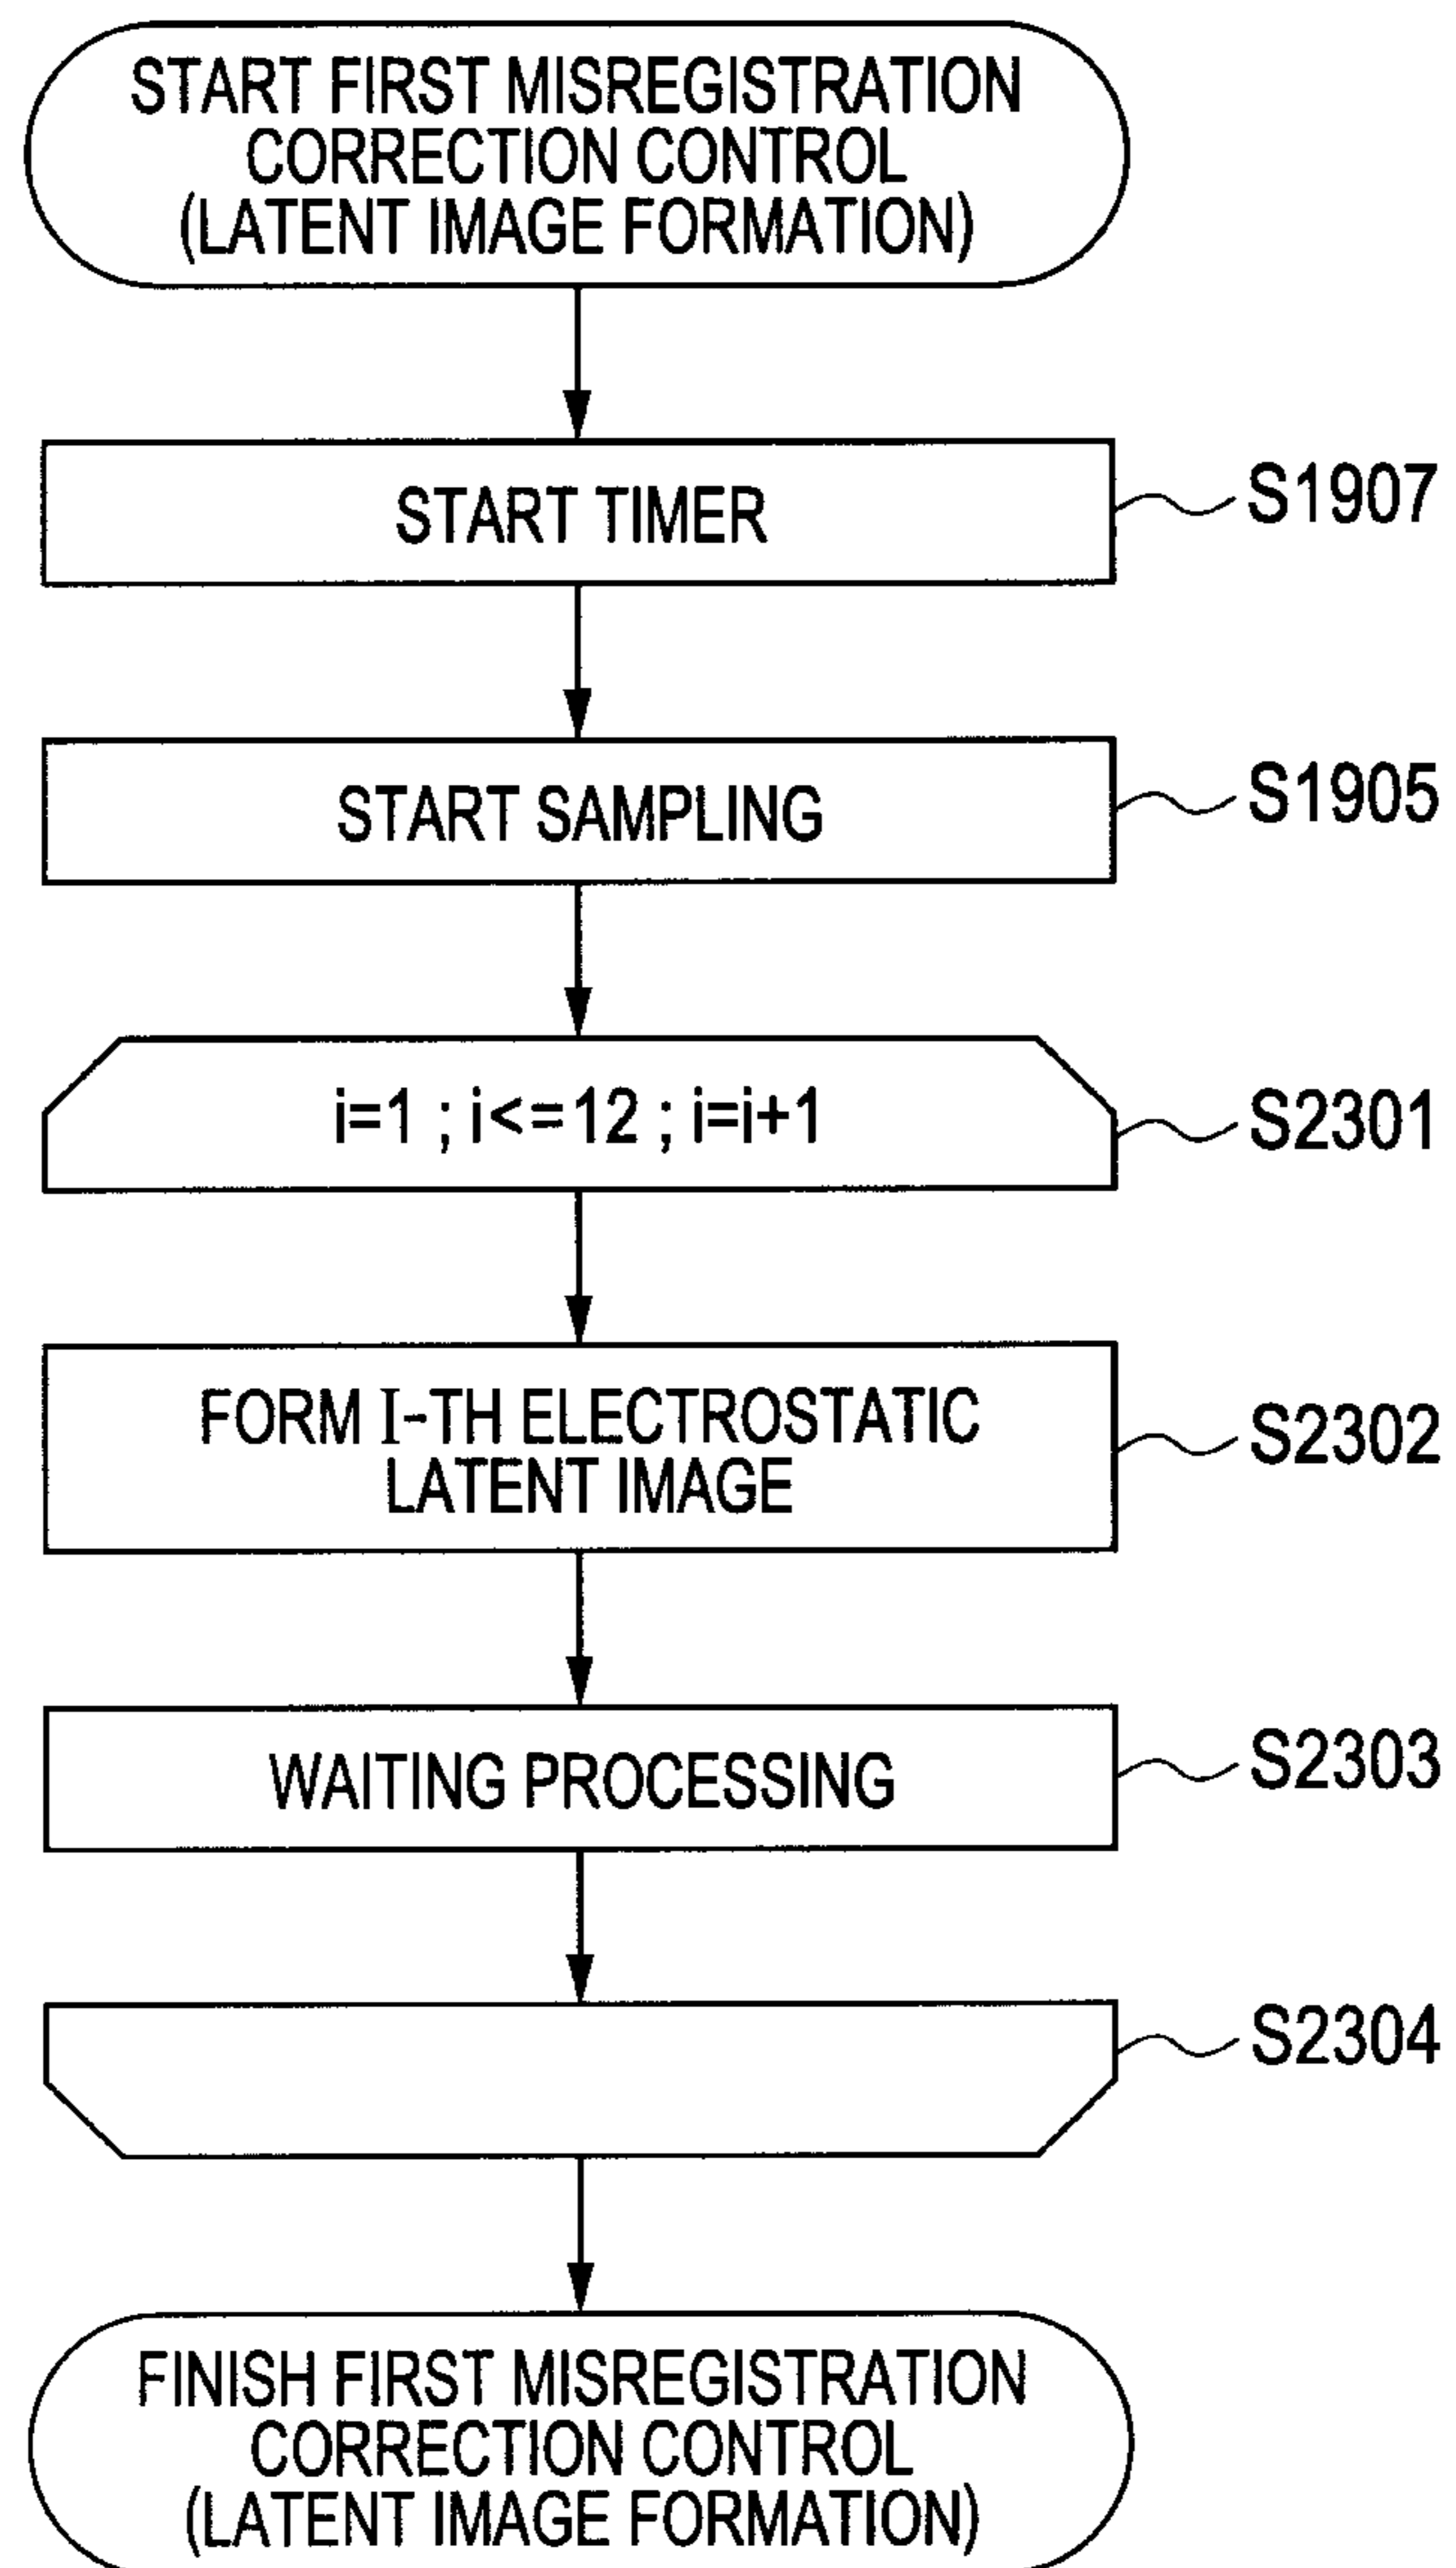 START FIRST MISREGISTRATION
CORRECTION CONTROL
(LATENT IMAGE FORMATION)
START TIMER
S1907
START SAMPLING
S1905
i=1 ; i<=12 ; i=i+1
S2301
FORM I-TH ELECTROSTATIC
LATENT IMAGE
S2302
WAITING PROCESSING
S2303
S2304
FINISH FIRST MISREGISTRATION
CORRECTION CONTROL
(LATENT IMAGE FORMATION)